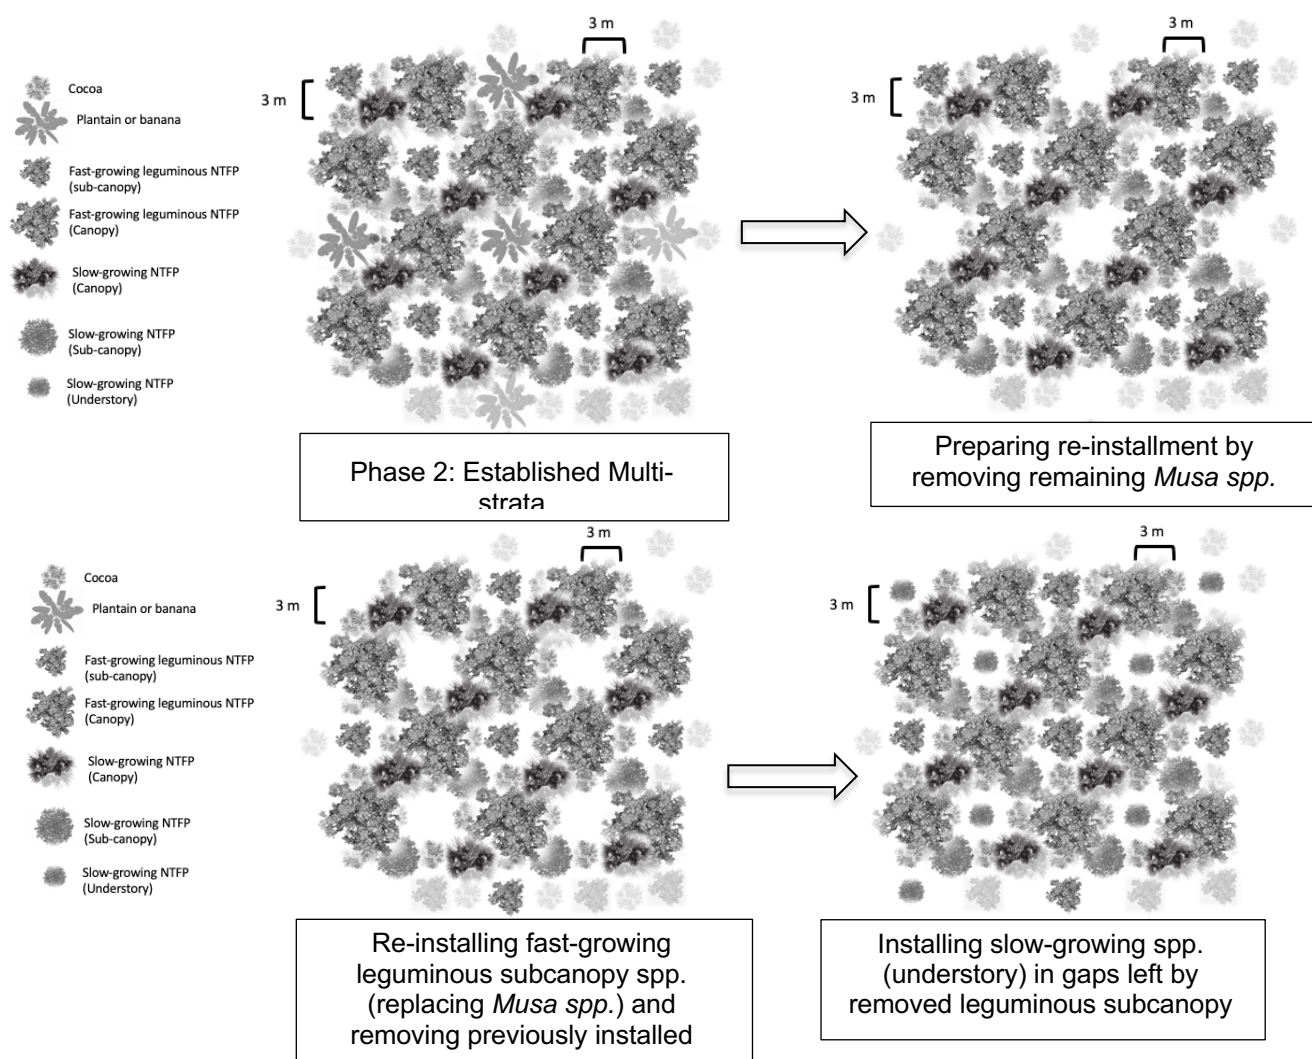 3 m
3 m
3 m
3 m
Cocoa
Plantain or banana
Fast-growing leguminous NTFP
(sub-canopy)
Fast-growing leguminous NTFP
(Canopy)
Slow-growing NTFP
(Canopy)
Slow-growing NTFP
(Sub-canopy)
Slow-growing NTFP
(Understory)
Phase 2: Established Multi-
strata
Preparing re-installment by
removing remaining Musa spp.
3 m
3 m
3 m
3 m
Cocoa
Plantain or banana
Fast-growing leguminous NTFP
(sub-canopy)
Fast-growing leguminous NTFP
(Canopy)
Slow-growing NTFP
(Canopy)
Slow-growing NTFP
(Sub-canopy)
Slow-growing NTFP
(Understory)
Re-installing fast-growing
leguminous subcanopy spp.
(replacing Musa spp.) and
removing previously installed
Installing slow-growing spp.
(understory) in gaps left by
removed leguminous subcanopy